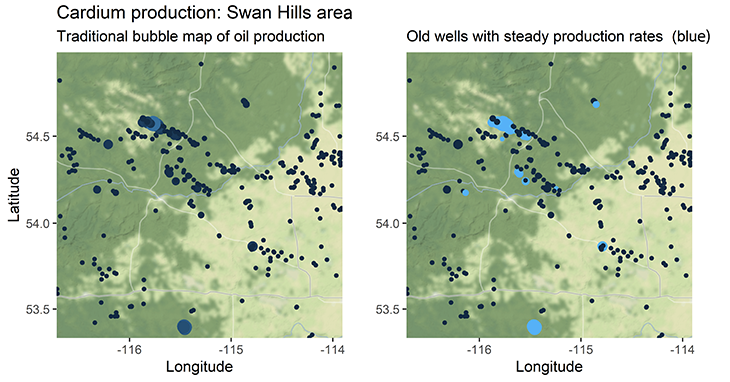 Cardium production: Swan Hills area
Traditional bubble map of oil production
Old wells with steady production rates (blue)
Latitude
54.5
54.0
53.5
-116
-115
-114
Longitude
54.5
54.0
53.5
-116
-115
-114
Longitude